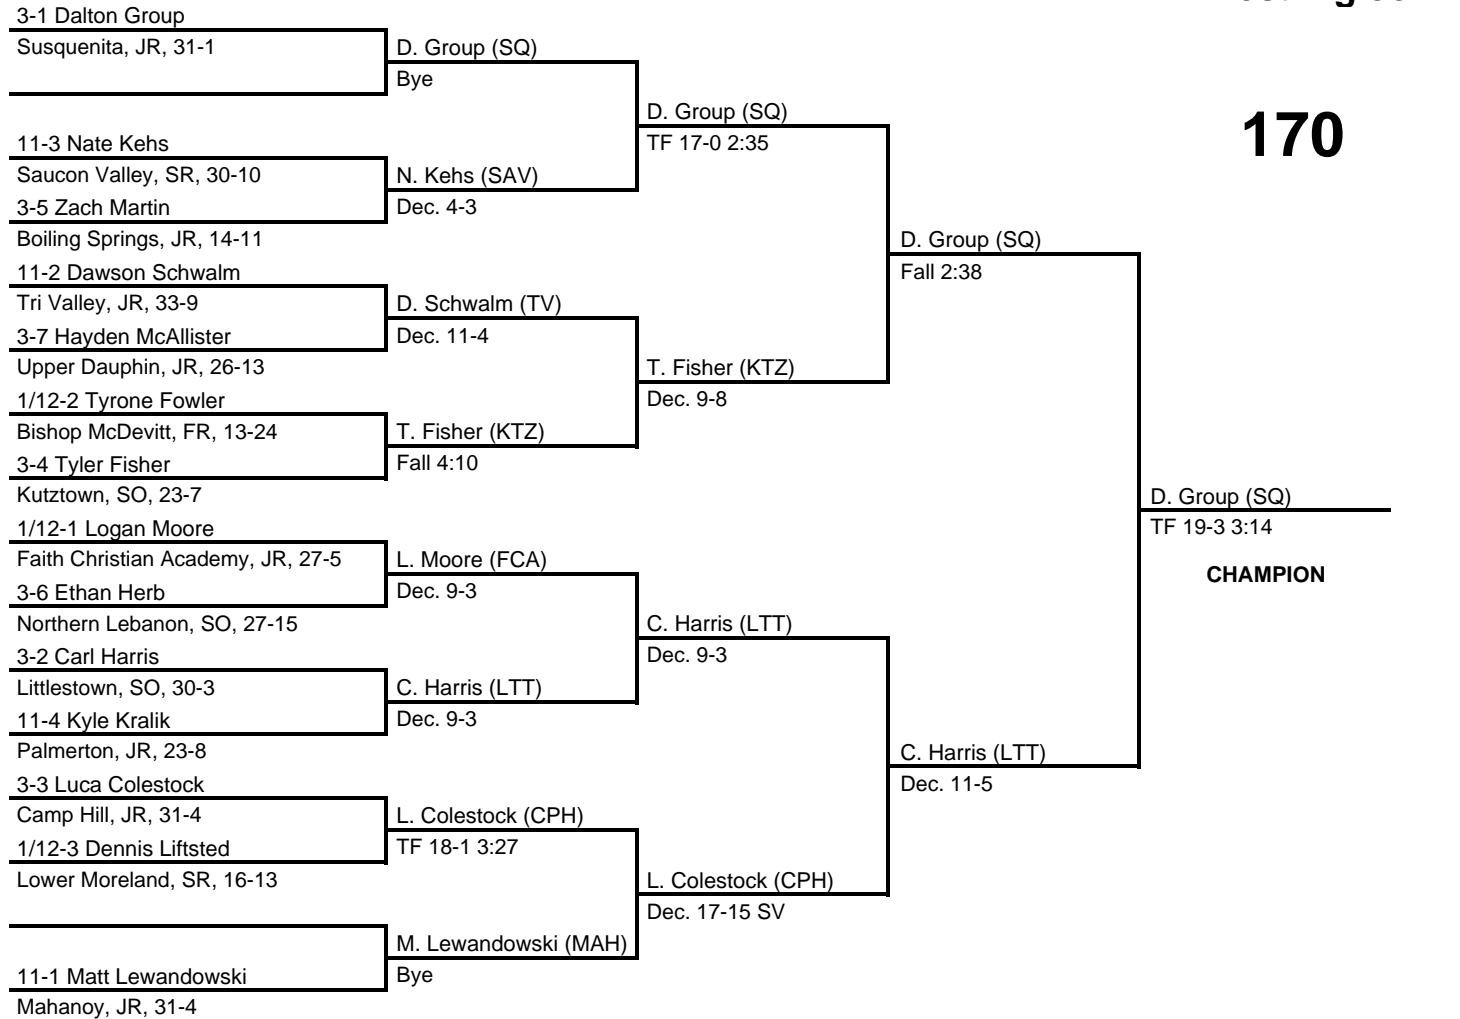 3-1 Dalton Group
Susquenita, JR, 31-1
D. Group (SQ)
Bye
D. Group (SQ)
TF 17-0 2:35
170
11-3 Nate Kehs
Saucon Valley, SR, 30-10
N. Kehs (SAV)
3-5 Zach Martin
Dec. 4-3
Boiling Springs, JR, 14-11
D. Group (SQ)
11-2 Dawson Schwalm
Fall 2:38
Tri Valley, JR, 33-9
D. Schwalm (TV)
3-7 Hayden McAllister
Dec. 11-4
Upper Dauphin, JR, 26-13
T. Fisher (KTZ)
1/12-2 Tyrone Fowler
Dec. 9-8
Bishop McDevitt, FR, 13-24
T. Fisher (KTZ)
3-4 Tyler Fisher
Fall 4:10
Kutztown, SO, 23-7
D. Group (SQ)
1/12-1 Logan Moore
TF 19-3 3:14
Faith Christian Academy, JR, 27-5
L. Moore (FCA)
CHAMPION
3-6 Ethan Herb
Dec. 9-3
Northern Lebanon, SO, 27-15
C. Harris (LTT)
3-2 Carl Harris
Dec. 9-3
Littlestown, SO, 30-3
C. Harris (LTT)
11-4 Kyle Kralik
Dec. 9-3
Palmerton, JR, 23-8
C. Harris (LTT)
3-3 Luca Colestock
Dec. 11-5
Camp Hill, JR, 31-4
L. Colestock (CPH)
1/12-3 Dennis Liftsted
TF 18-1 3:27
Lower Moreland, SR, 16-13
L. Colestock (CPH)
Dec. 17-15 SV
M. Lewandowski (MAH)
11-1 Matt Lewandowski
Bye
Mahanoy, JR, 31-4